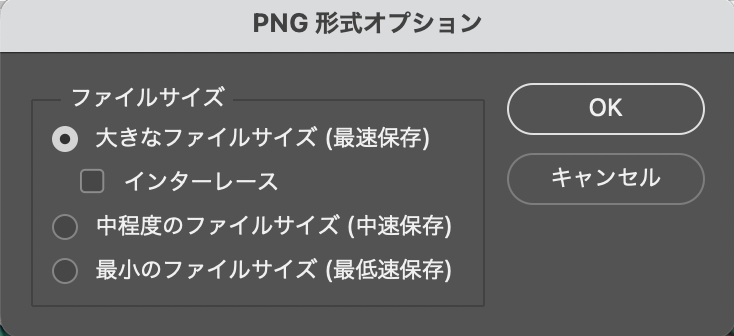 PNG 形式オプション
ファイルサイズ
大きなファイルサイズ (最速保存)
インターレース
中程度のファイルサイズ (中速保存)
最小のファイルサイズ (最低速保存)
OK
キャンセル